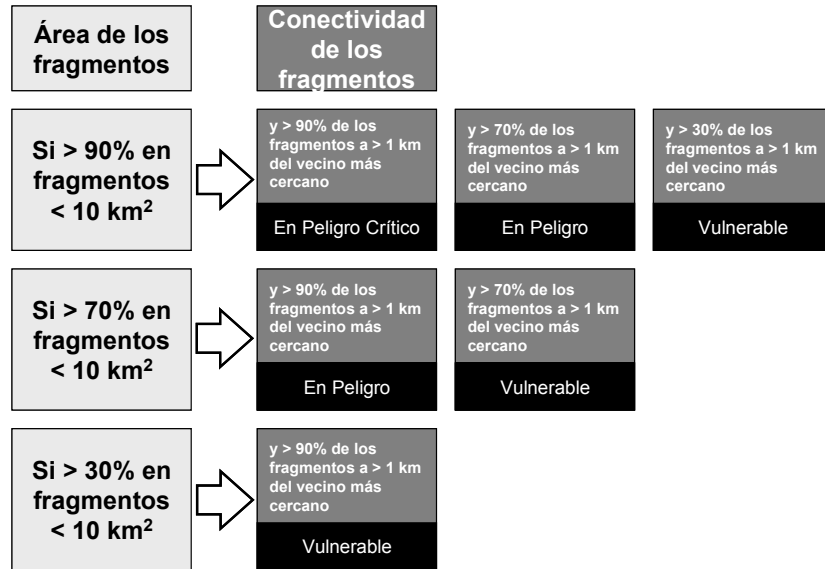 Área de los
fragmentos
Conectividad
de los
fragmentos
Si > 90% en
fragmentos
< 10 km²
y > 90% de los
fragmentos a > 1 km
del vecino más
cercano
En Peligro Crítico
y > 70% de los
fragmentos a > 1 km
del vecino más
cercano
En Peligro
y > 30% de los
fragmentos a > 1 km
del vecino más
cercano
Vulnerable
Si > 70% en
fragmentos
< 10 km²
y > 90% de los
fragmentos a > 1 km
del vecino más
cercano
En Peligro
y > 70% de los
fragmentos a > 1 km
del vecino más
cercano
Vulnerable
Si > 30% en
fragmentos
< 10 km²
y > 90% de los
fragmentos a > 1 km
del vecino más
cercano
Vulnerable